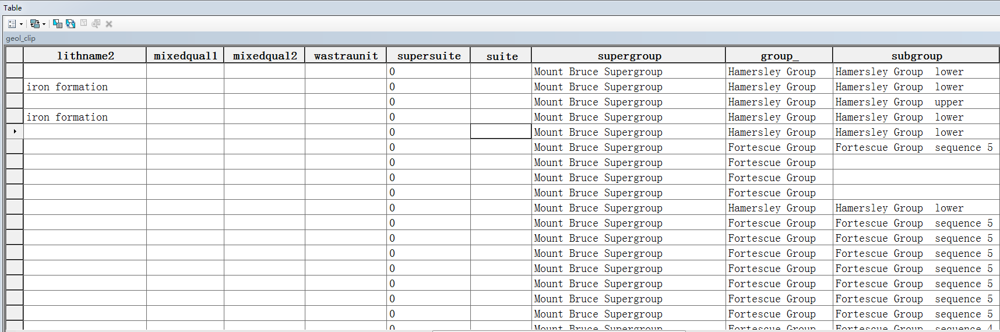 Table
geol_clip
lithname2 mixedqual1 mixedqual2 wastraunit supersuite suite supergroup group_ subgroup
0 Mount Bruce Supergroup Hamersley Group Hamersley Group  lower
iron formation 0 Mount Bruce Supergroup Hamersley Group Hamersley Group  lower
0 Mount Bruce Supergroup Hamersley Group Hamersley Group  upper
iron formation 0 Mount Bruce Supergroup Hamersley Group Hamersley Group  lower
0 Mount Bruce Supergroup Hamersley Group Hamersley Group  lower
0 Mount Bruce Supergroup Fortescue Group Fortescue Group  sequence 5
0 Mount Bruce Supergroup Fortescue Group
0 Mount Bruce Supergroup Fortescue Group
0 Mount Bruce Supergroup Fortescue Group
0 Mount Bruce Supergroup Hamersley Group Hamersley Group  lower
0 Mount Bruce Supergroup Fortescue Group Fortescue Group  sequence 5
0 Mount Bruce Supergroup Fortescue Group Fortescue Group  sequence 5
0 Mount Bruce Supergroup Fortescue Group Fortescue Group  sequence 5
0 Mount Bruce Supergroup Fortescue Group Fortescue Group  sequence 5
0 Mount Bruce Supergroup Fortescue Group Fortescue Group  sequence 5
0 Mount Bruce Supergroup Fortescue Group Fortescue Group  sequence 5
0 Mount Bruce Supergroup Fortescue Group Fortescue Group  sequence 5
0 Mount Bruce Supergroup Fortescue Group Fortescue Group  sequence 4